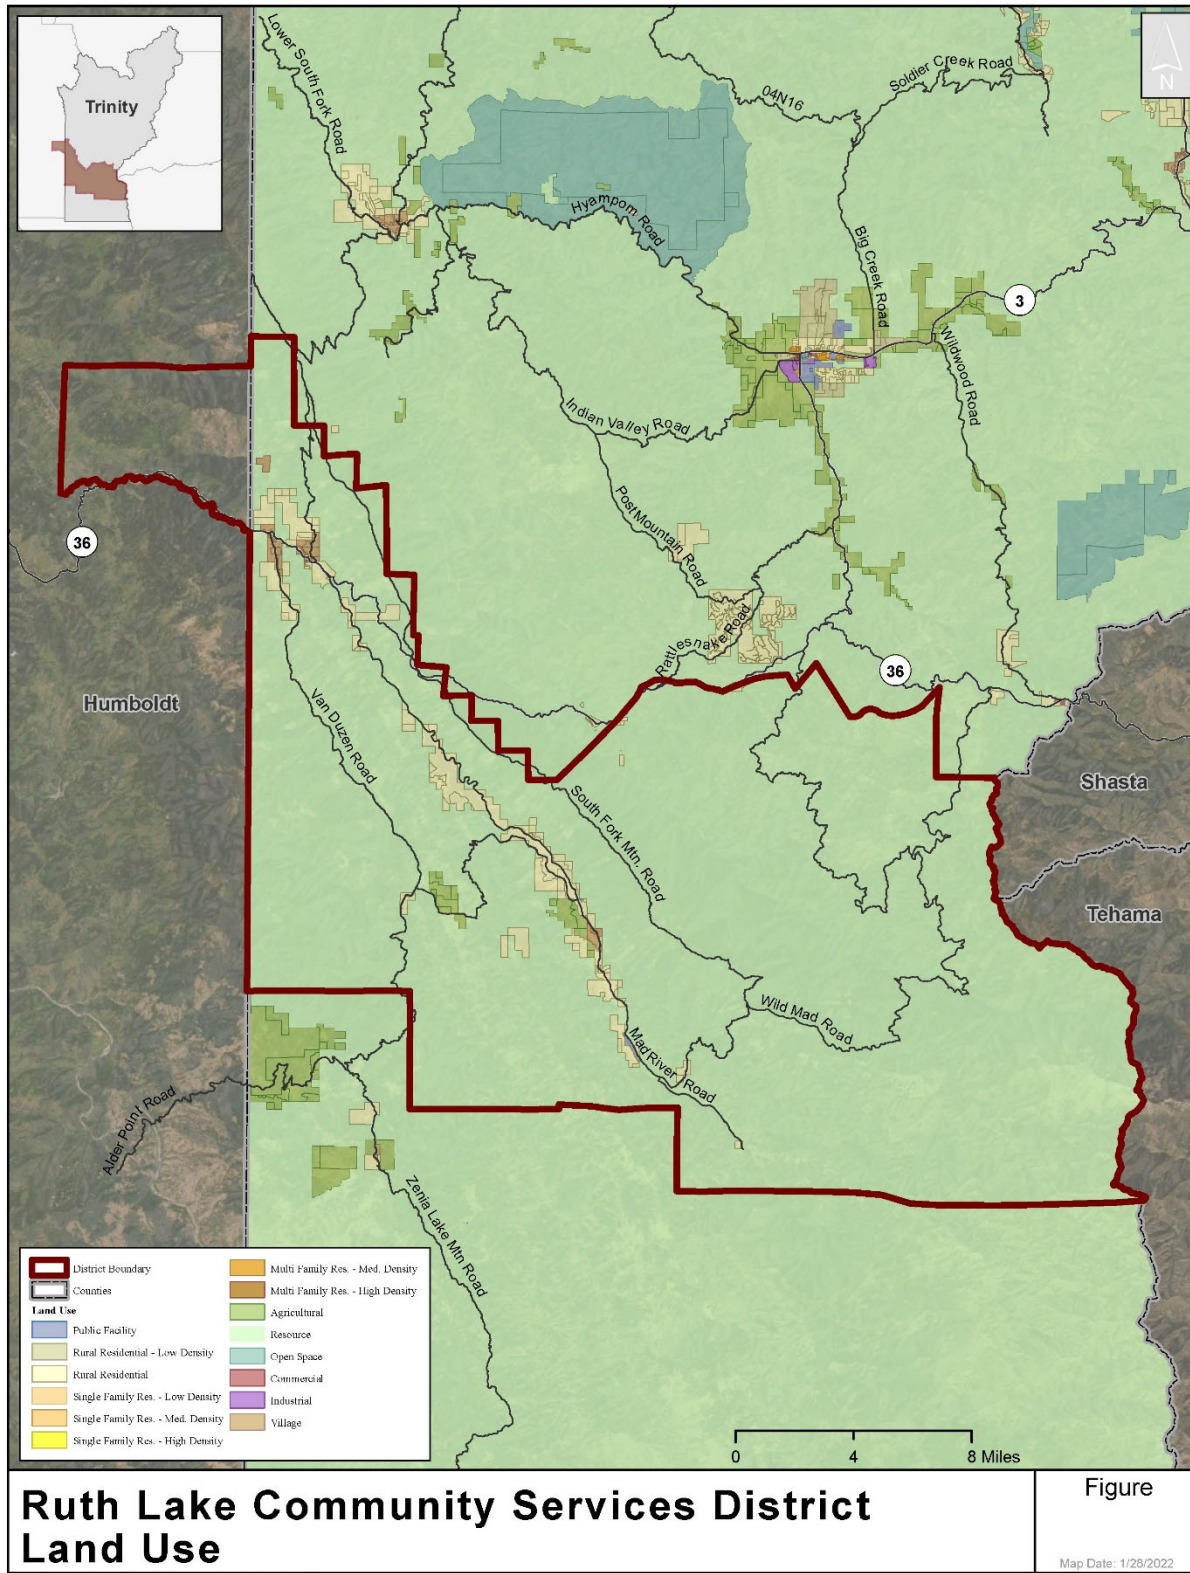 Trinity
N
Lower South Fork Road
04N16
Soldier Creek Road
Hyampom Road
Big Creek Road
3
Wildwood Road
Indian Valley Road
Post Mountain Road
Rattlesnake Road
36
36
Humboldt
Van Duzen Road
Shasta
South Fork Mtn. Road
Tehama
Wild Mad Road
Mad River Road
Alder Point Road
Zenia Lake Mtn Road
District Boundary
Counties
Land Use
Public Facility
Rural Residential - Low Density
Rural Residential
Single Family Res. - Low Density
Single Family Res. - Med. Density
Single Family Res. - High Density
Multi Family Res. - Med. Density
Multi Family Res. - High Density
Agricultural
Resource
Open Space
Commercial
Industrial
Village
0 4 8 Miles
Ruth Lake Community Services District
Land Use
Figure
Map Date: 1/28/2022